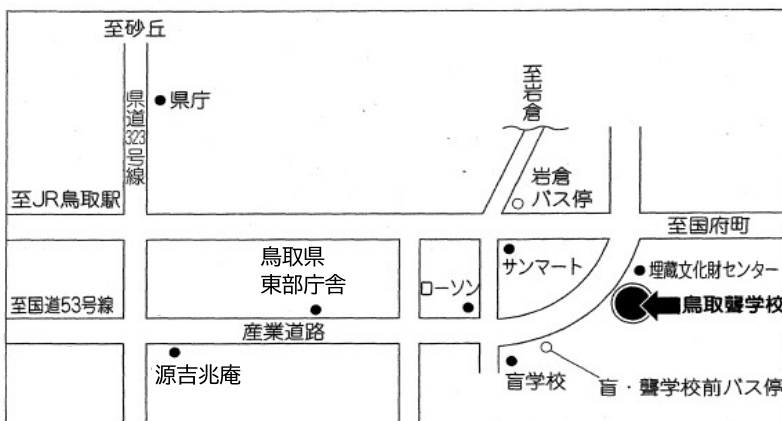 至砂丘
県庁
県道323号線
至岩倉
岩倉
バス停
至JR鳥取駅
至国府町
鳥取県
東部庁舎
サンマート
埋蔵文化財センター
ローソン
至国道53号線
鳥取聾学校
産業道路
源吉兆庵
盲学校
盲・聾学校前バス停